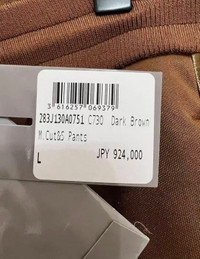 3 616257 069379
283J130A0751 C730 Dark Brown
M.Cut&S Pants
L JPY 924,000